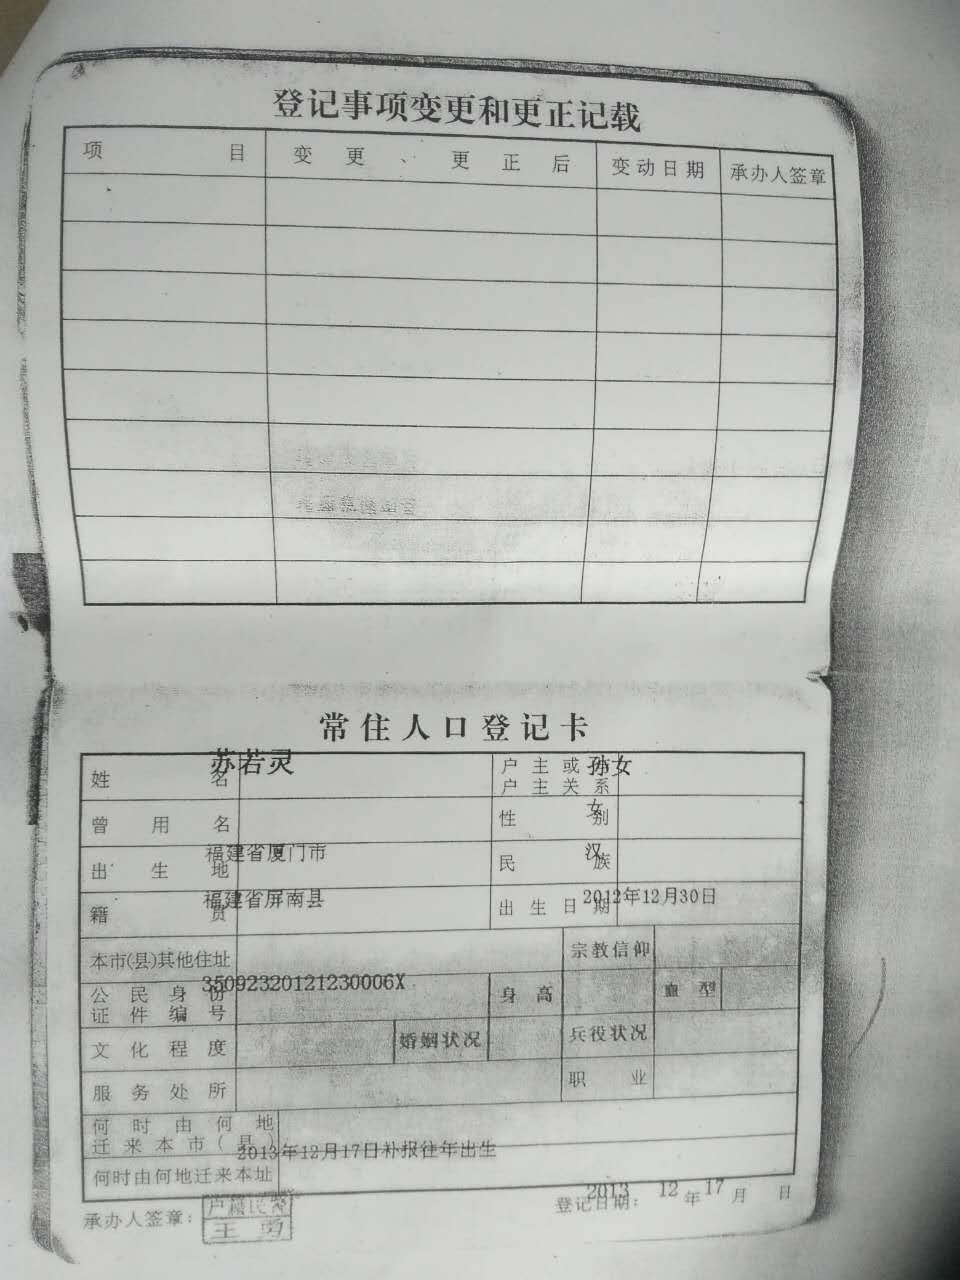 登记事项变更和更正记载
项 目 变 更 、 更 正 后 变动日期 承办人签章
常住人口登记卡
姓 名 苏若灵 户主或与户主关系 孙女
曾 用 名 性 别 女
出 生 地 福建省厦门市 民 族 汉
籍 贯 福建省屏南县 出生日期 2012年12月30日
本市(县)其他住址 宗教信仰
公民身份证件编号 35092320121230006X 身高 血型
文化程度 婚姻状况 兵役状况
服务处所 职 业
何时由何地迁来本市(县) 2013年12月17日补报往年出生
何时由何地迁来本址
承办人签章: 户籍民警 王 勇 登记日期: 2013 年 12 月 17 日